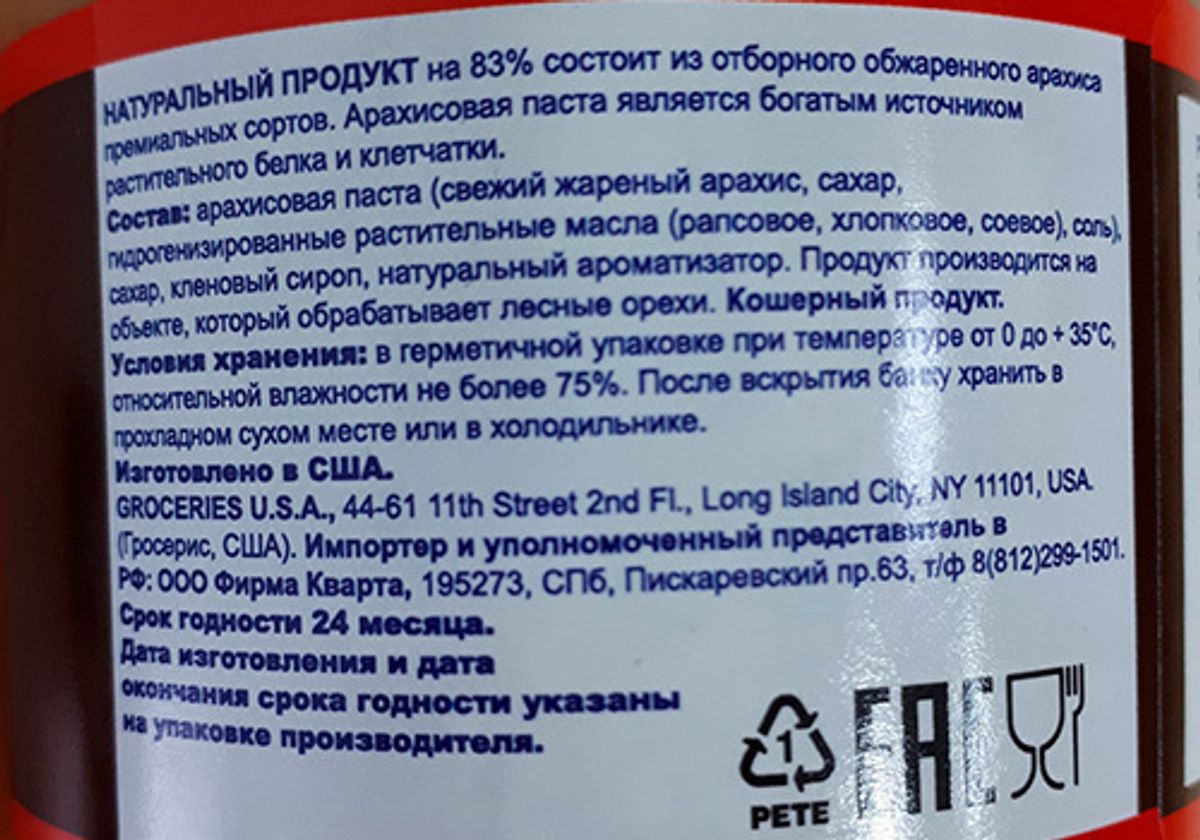 НАТУРАЛЬНЫЙ ПРОДУКТ на 83% состоит из отборного обжаренного арахиса
премиальных сортов. Арахисовая паста является богатым источником
растительного белка и клетчатки.
Состав: арахисовая паста (свежий жареный арахис, сахар,
гидрогенизированные растительные масла (рапсовое, хлопковое, соевое), соль),
сахар, кленовый сироп, натуральный ароматизатор. Продукт производится на
объекте, который обрабатывает лесные орехи. Кошерный продукт.
Условия хранения: в герметичной упаковке при температуре от 0 до + 35°С,
относительной влажности не более 75%. После вскрытия банку хранить в
прохладном сухом месте или в холодильнике.
Изготовлено в США.
GROCERIES U.S.A., 44-61 11th Street 2nd Fl., Long Island City, NY 11101, USA.
(Гросерис, США). Импортер и уполномоченный представитель в
РФ: ООО Фирма Кварта, 195273, СПб, Пискаревский пр.63, т/ф 8(812)299-1501.
Срок годности 24 месяца.
Дата изготовления и дата
окончания срока годности указаны
на упаковке производителя.
1
PETE
EAC